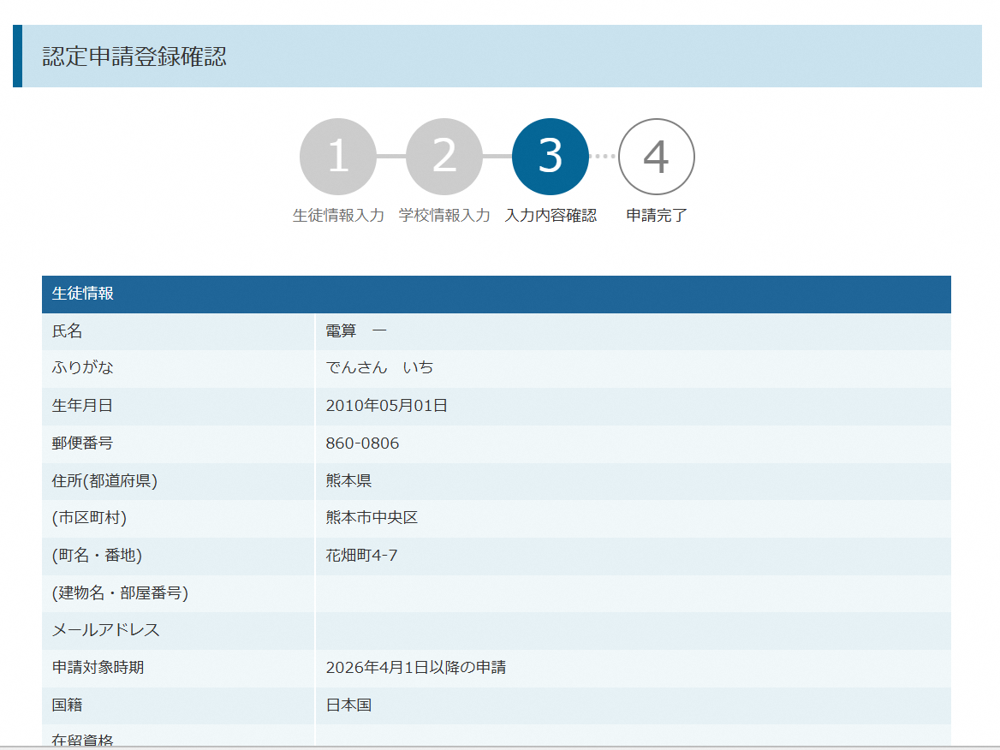 認定申請登録確認
1 2 3 4
生徒情報入力 学校情報入力 入力内容確認 申請完了
生徒情報
氏名 電算　一
ふりがな でんさん　いち
生年月日 2010年05月01日
郵便番号 860-0806
住所(都道府県) 熊本県
(市区町村) 熊本市中央区
(町名・番地) 花畑町4-7
(建物名・部屋番号)
メールアドレス
申請対象時期 2026年4月1日以降の申請
国籍 日本国
在留資格